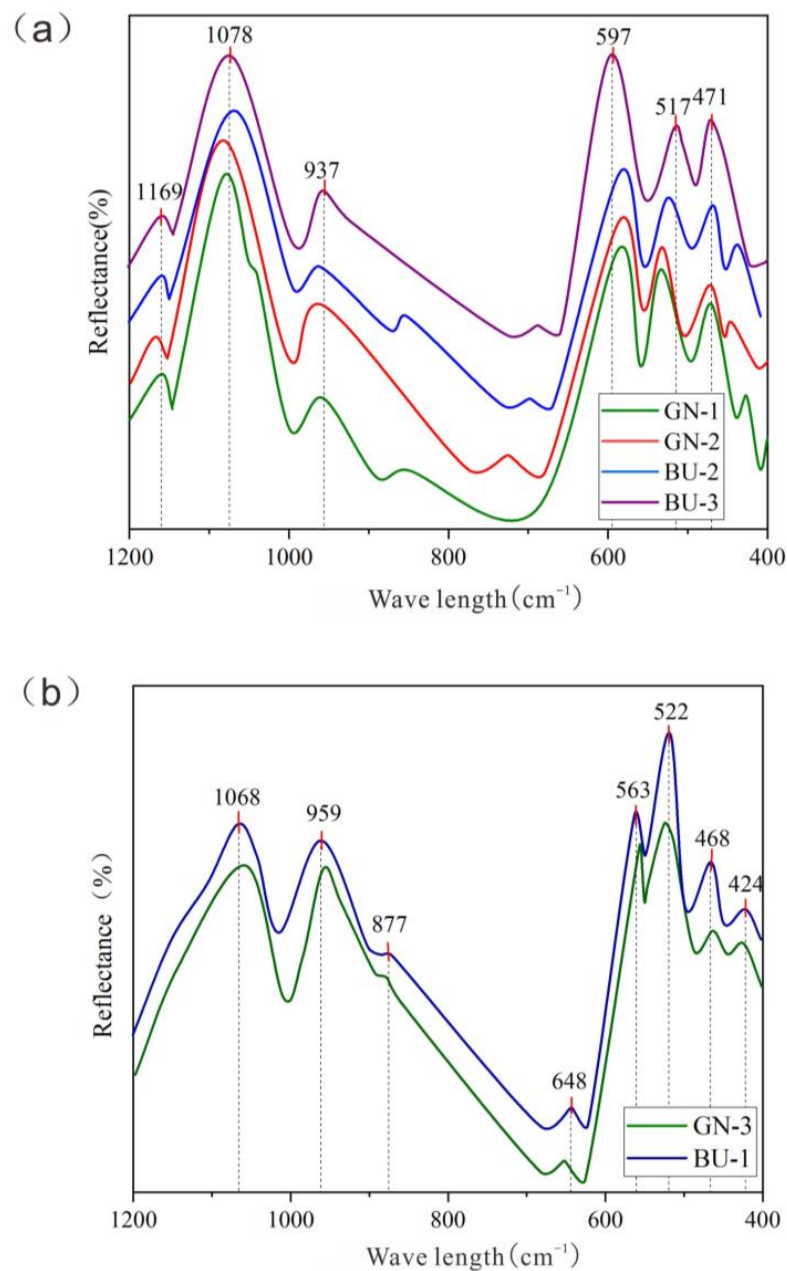 (a)
1078
597
517
471
1169
937
Reflectance(%)
GN-1
GN-2
BU-2
BU-3
1200
1000
800
600
400
Wave length(cm⁻¹)
(b)
522
1068
959
563
468
877
424
648
Reflectance (%)
GN-3
BU-1
1200
1000
800
600
400
Wave length(cm⁻¹)